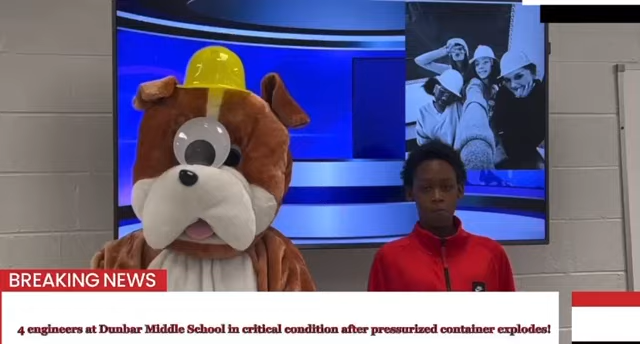 BREAKING NEWS
4 engineers at Dunbar Middle School in critical condition after pressurized container explodes!